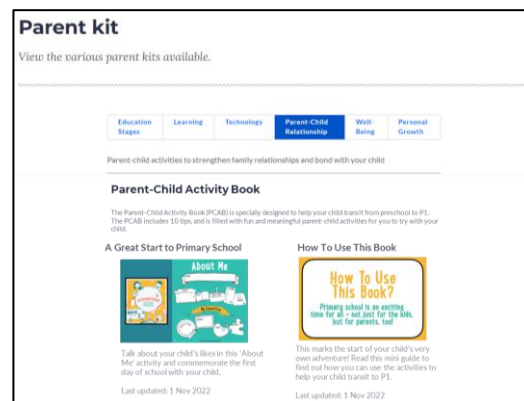 Parent kit
View the various parent kits available.
Education Stages
Learning
Technology
Parent-Child Relationship
Well-Being
Personal Growth
Parent-child activities to strengthen family relationships and bond with your child
Parent-Child Activity Book
The Parent-Child Activity Book (PCAB) is specially designed to help your child transit from preschool to P1.
The PCAB includes 10 tips, and is filled with fun and meaningful parent-child activities for you to try with your
child.
A Great Start to Primary School
About Me
Talk about your child's likes in this 'About
Me' activity and commemorate the first
day of school with your child.
Last updated: 1 Nov 2022
How To Use This Book
How To Use
This Book?
Primary school is an exciting
time for all - not just for the kids,
but for parents, too!
This marks the start of your child's very
own adventure! Read this mini guide to
find out how you can use the activities to
help your child transit to P1.
Last updated: 1 Nov 2022